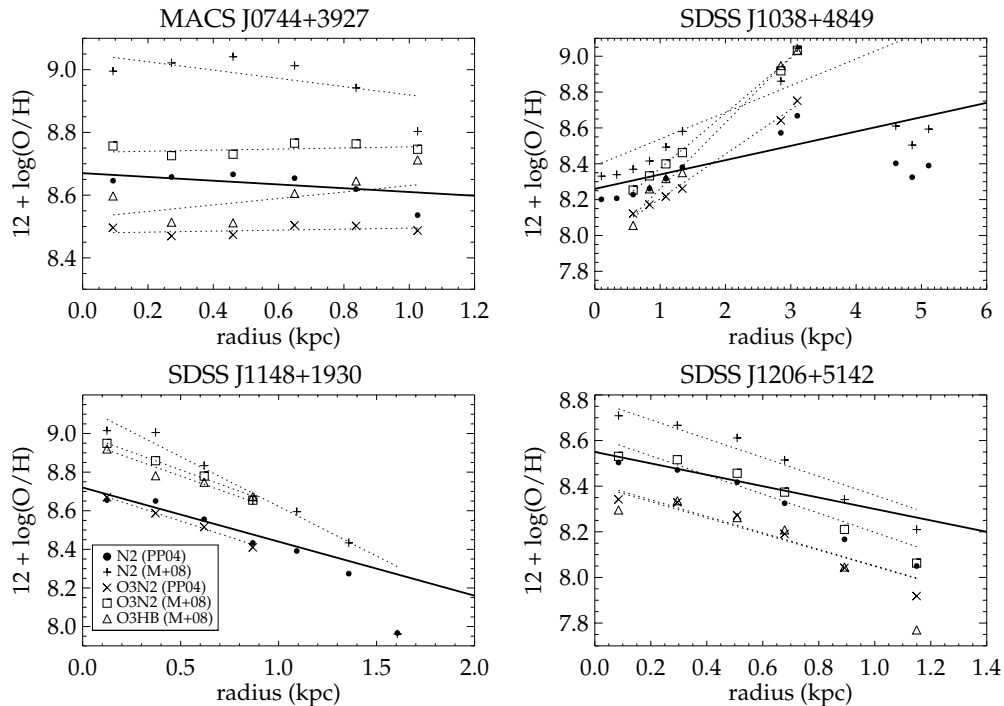 MACS J0744+3927
12 + log(O/H)
9.0
8.8
8.6
8.4
0.0 0.2 0.4 0.6 0.8 1.0 1.2
radius (kpc)
SDSS J1038+4849
12 + log(O/H)
9.0
8.8
8.6
8.4
8.2
8.0
7.8
0 1 2 3 4 5 6
radius (kpc)
SDSS J1148+1930
12 + log(O/H)
9.0
8.8
8.6
8.4
8.2
8.0
N2 (PP04)
N2 (M+08)
O3N2 (PP04)
O3N2 (M+08)
O3HB (M+08)
0.0 0.5 1.0 1.5 2.0
radius (kpc)
SDSS J1206+5142
12 + log(O/H)
8.8
8.6
8.4
8.2
8.0
7.8
0.0 0.2 0.4 0.6 0.8 1.0 1.2 1.4
radius (kpc)